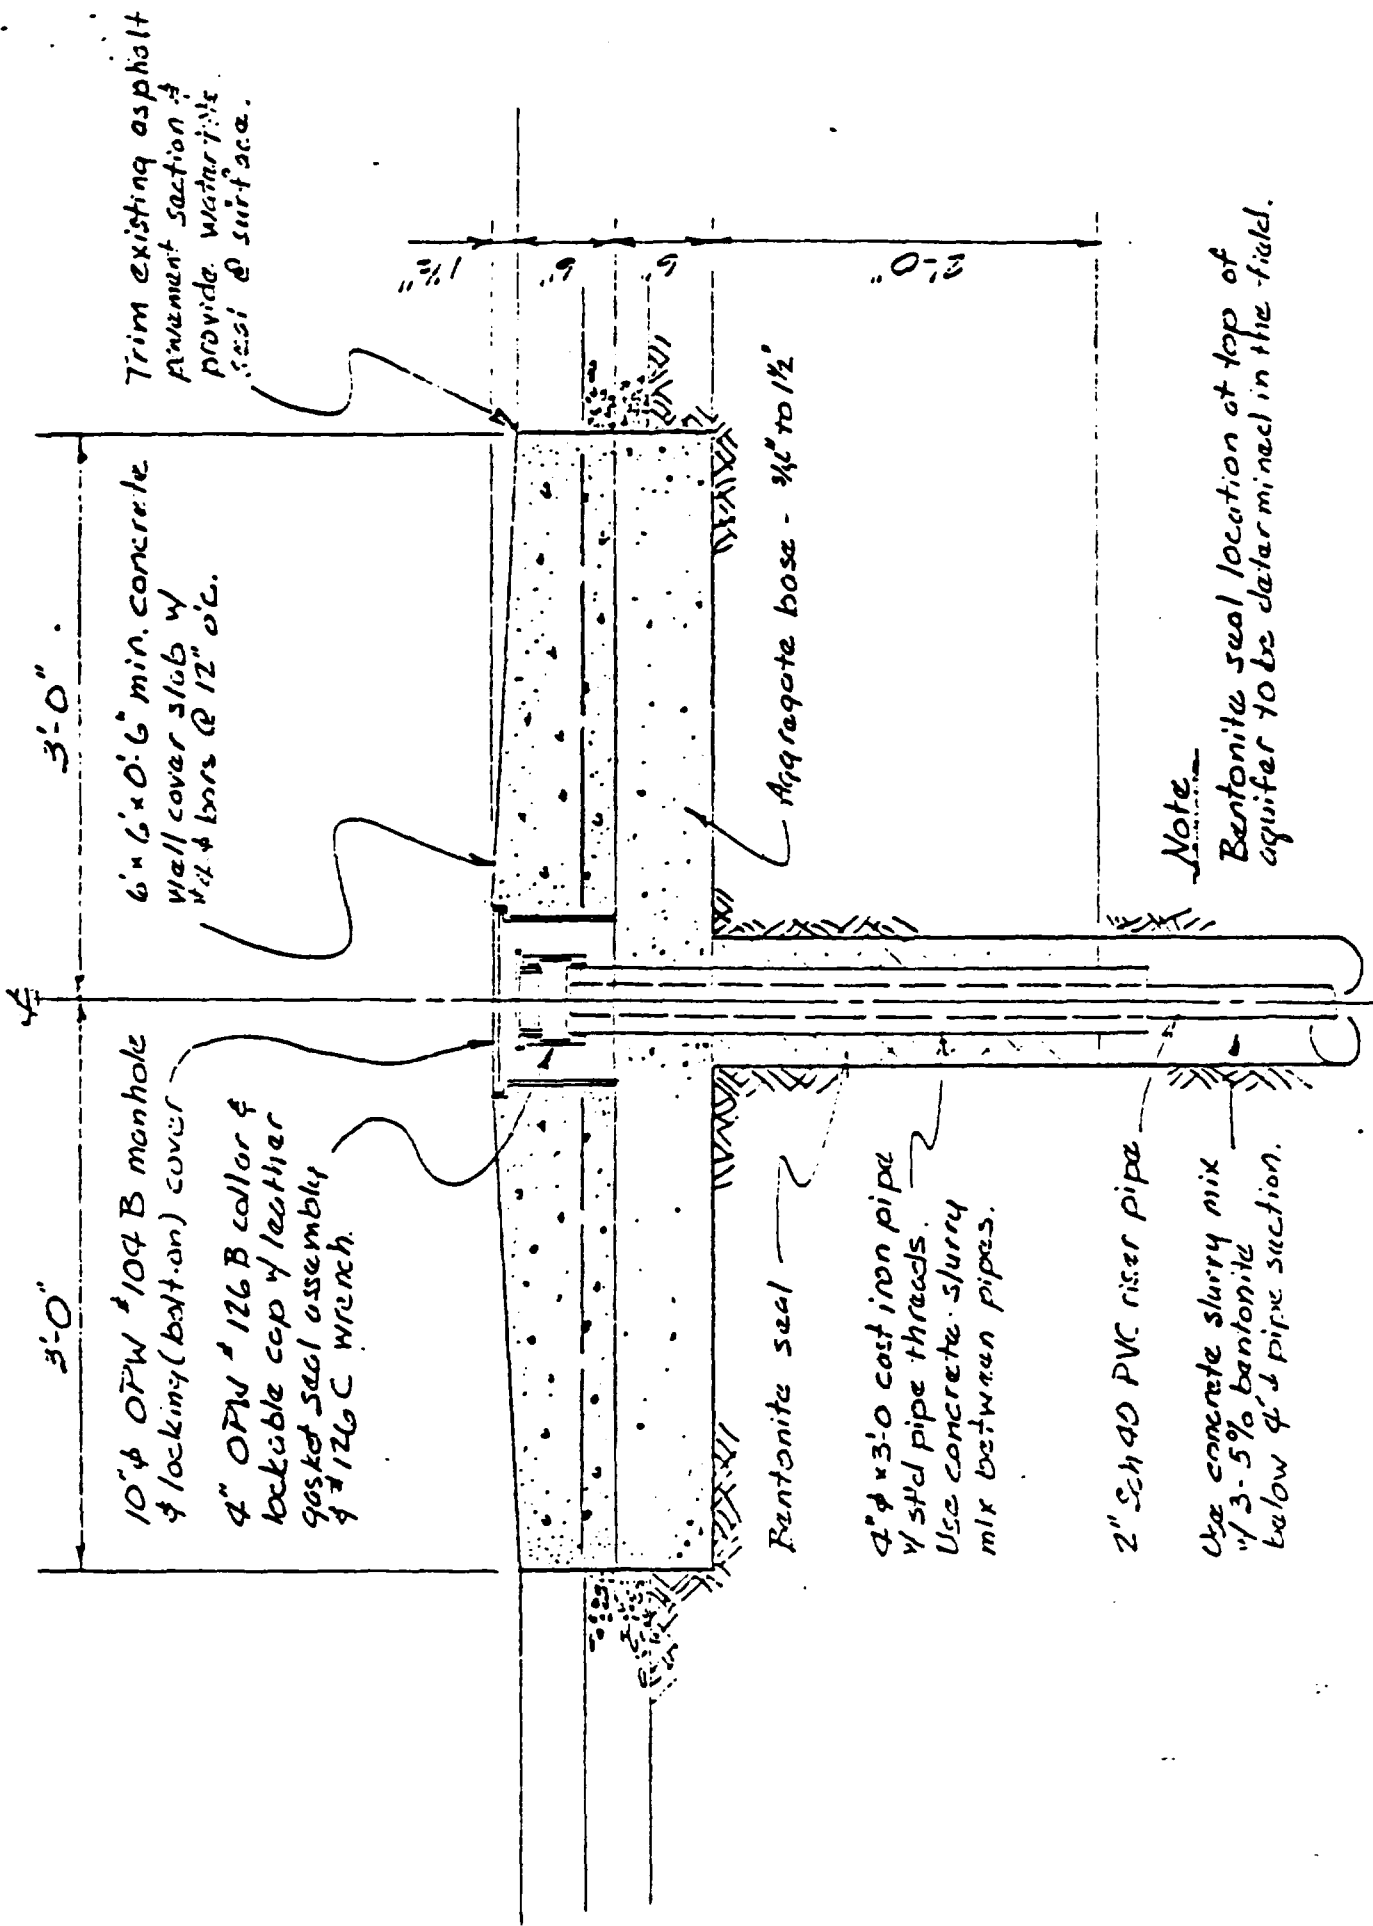 3'-0"
3'-0"
10"ϕ OPW #104B manhole
& locking (bolt-on) cover
4" OPW #126B collar &
lockable cap w/ leather
gasket seal assembly
& #126C wrench.
6' x 6' x 0'-6" min. concrete
well cover slab w/
bars @ 12" o.c.
Trim existing asphalt
pavement section &
provide watertite
seal @ surface.
1½"
6"
6"
2'-0"
Aggregate base - ¾" to 1½"
Bentonite seal
4"ϕ x 3'-0 cast iron pipe
w/ st'd pipe threads.
Use concrete slurry
mix between pipes.
2" Sch 40 PVC riser pipe
Use concrete slurry mix
w/ 3-5% bentonite
below 4"ϕ pipe section.
Note
Bentonite seal location at top of
aquifer to be determined in the field.